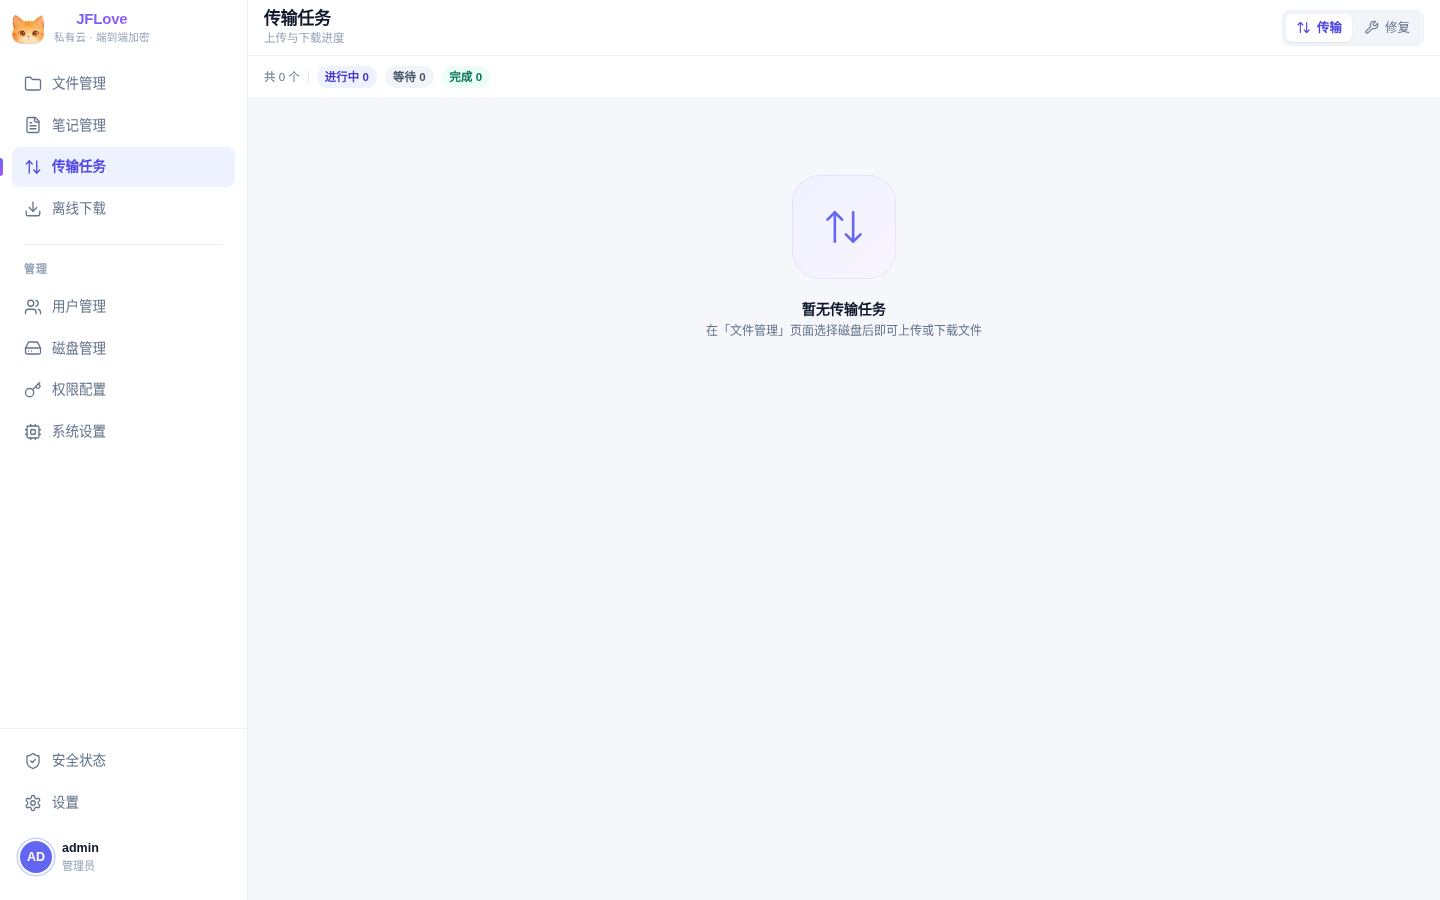 JFLove
私有云 · 端到端加密
文件管理
笔记管理
传输任务
离线下载
管理
用户管理
磁盘管理
权限配置
系统设置
安全状态
设置
AD
admin
管理员
传输任务
上传与下载进度
传输
修复
共 0 个
进行中 0
等待 0
完成 0
暂无传输任务
在「文件管理」页面选择磁盘后即可上传或下载文件